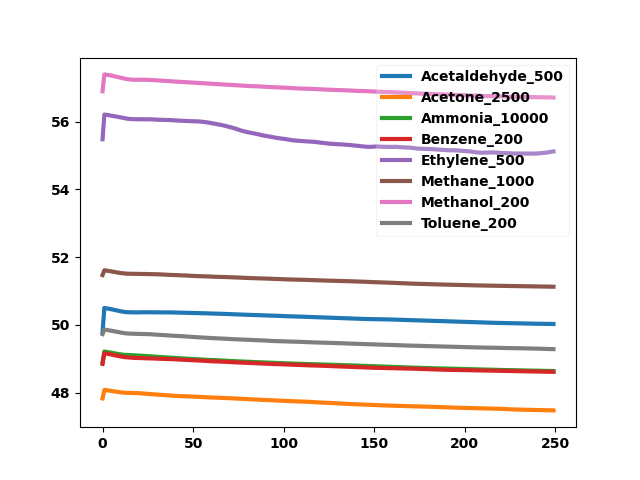 Acetaldehyde_500
Acetone_2500
Ammonia_10000
Benzene_200
Ethylene_500
Methane_1000
Methanol_200
Toluene_200
56
54
52
50
48
0 50 100 150 200 250